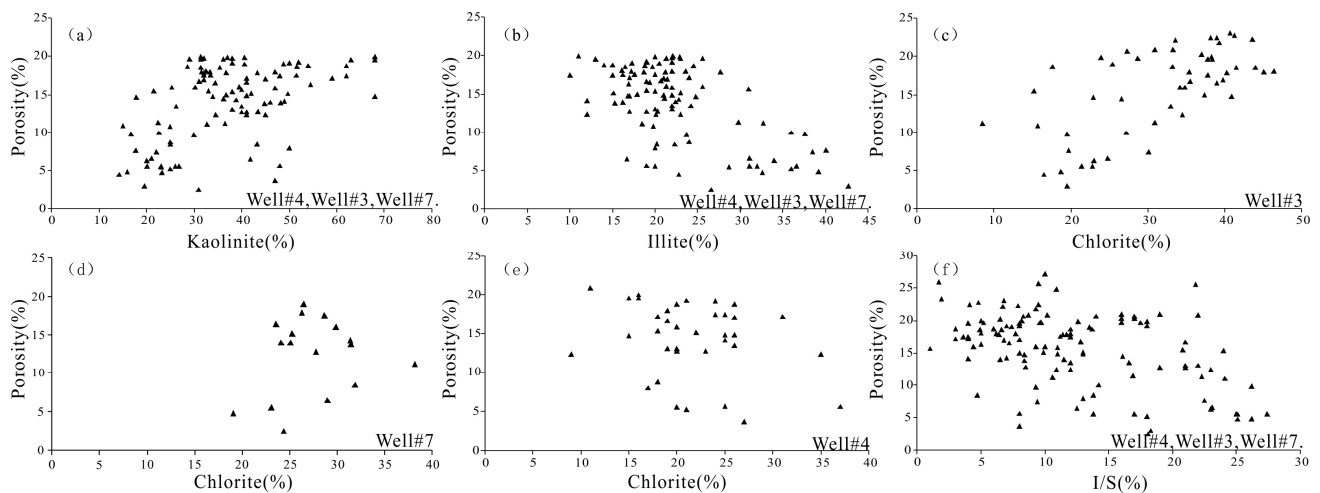 (a)
25
20
15
10
5
0
Porosity(%)
Well#4,Well#3,Well#7.
0 10 20 30 40 50 60 70 80
Kaolinite(%)
(b)
25
20
15
10
5
0
Porosity(%)
Well#4,Well#3,Well#7.
0 5 10 15 20 25 30 35 40 45
Illite(%)
(c)
25
20
15
10
5
0
Porosity(%)
Well#3
0 10 20 30 40 50
Chlorite(%)
(d)
25
20
15
10
5
0
Porosity(%)
Well#7
0 5 10 15 20 25 30 35 40
Chlorite(%)
(e)
25
20
15
10
5
0
Porosity(%)
Well#4
0 5 10 15 20 25 30 35 40
Chlorite(%)
(f)
30
25
20
15
10
5
0
Porosity(%)
Well#4,Well#3,Well#7.
0 5 10 15 20 25 30
I/S(%)